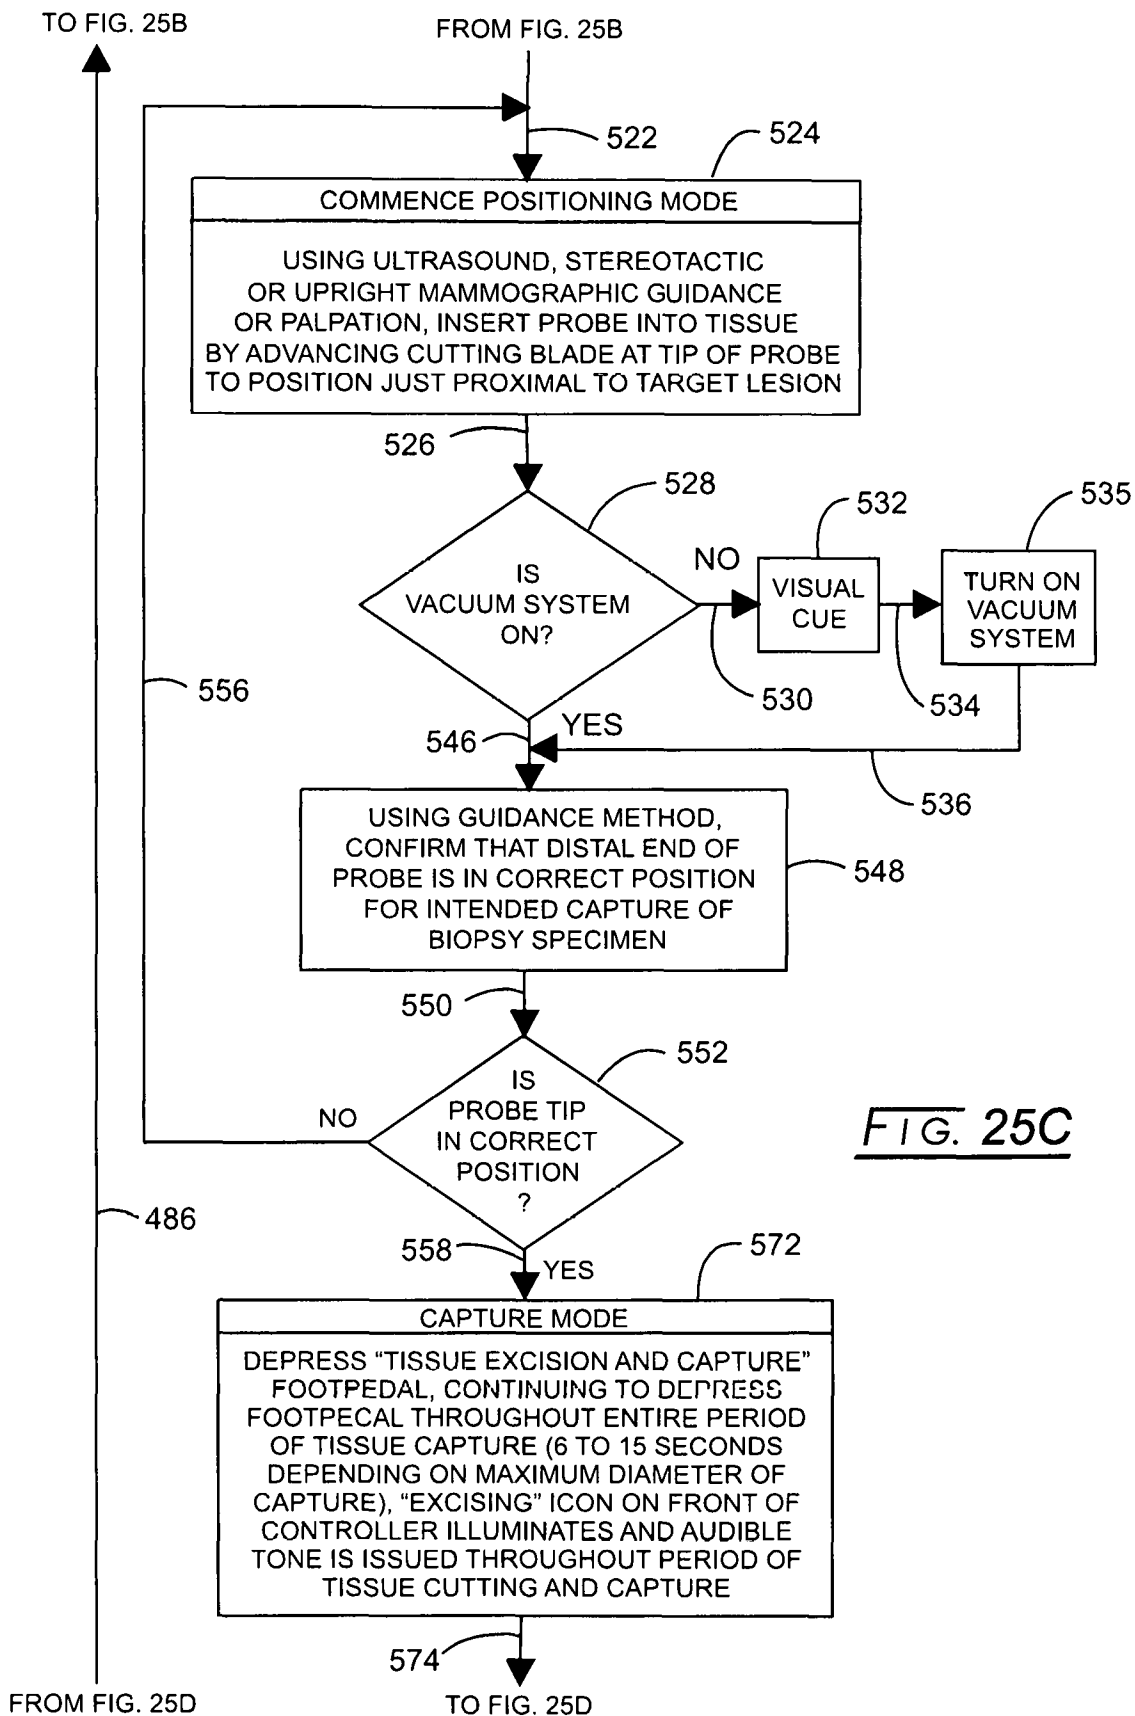 TO FIG. 25B
FROM FIG. 25B
522
524
COMMENCE POSITIONING MODE
USING ULTRASOUND, STEREOTACTIC
OR UPRIGHT MAMMOGRAPHIC GUIDANCE
OR PALPATION, INSERT PROBE INTO TISSUE
BY ADVANCING CUTTING BLADE AT TIP OF PROBE
TO POSITION JUST PROXIMAL TO TARGET LESION
526
528
IS
VACUUM SYSTEM
ON?
NO
530
532
VISUAL
CUE
534
535
TURN ON
VACUUM
SYSTEM
536
556
546
YES
USING GUIDANCE METHOD,
CONFIRM THAT DISTAL END OF
PROBE IS IN CORRECT POSITION
FOR INTENDED CAPTURE OF
BIOPSY SPECIMEN
548
550
552
IS
PROBE TIP
IN CORRECT
POSITION
?
NO
FIG. 25C
486
558
YES
572
CAPTURE MODE
DEPRESS “TISSUE EXCISION AND CAPTURE”
FOOTPEDAL, CONTINUING TO DEPRESS
FOOTPECAL THROUGHOUT ENTIRE PERIOD
OF TISSUE CAPTURE (6 TO 15 SECONDS
DEPENDING ON MAXIMUM DIAMETER OF
CAPTURE), “EXCISING” ICON ON FRONT OF
CONTROLLER ILLUMINATES AND AUDIBLE
TONE IS ISSUED THROUGHOUT PERIOD OF
TISSUE CUTTING AND CAPTURE
574
FROM FIG. 25D
TO FIG. 25D